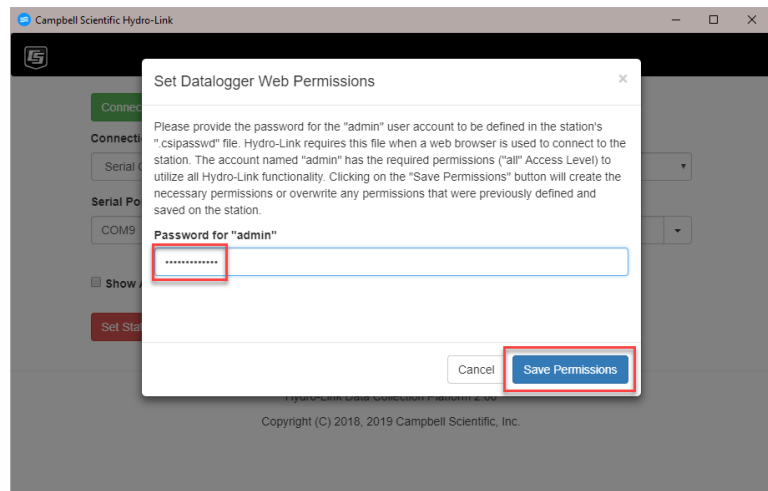 Campbell Scientific Hydro-Link
Set Datalogger Web Permissions
×
Connec
Please provide the password for the "admin" user account to be defined in the station's
Connecti
".csipasswd" file. Hydro-Link requires this file when a web browser is used to connect to the
station. The account named "admin" has the required permissions ("all" Access Level) to
Serial C
utilize all Hydro-Link functionality. Clicking on the "Save Permissions" button will create the
necessary permissions or overwrite any permissions that were previously defined and
Serial Po
saved on the station.
COM9
Password for "admin"
•••••••••••••
Show A
Set Stat
Cancel
Save Permissions
Hydro-Link Data Collection Platform 2.00
Copyright (C) 2018, 2019 Campbell Scientific, Inc.